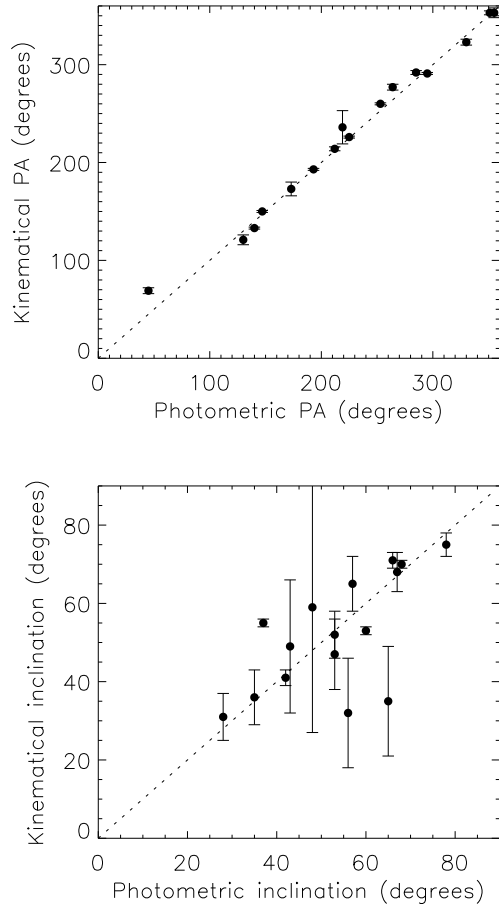 Kinematical PA (degrees)
300
200
100
0
0 100 200 300
Photometric PA (degrees)
Kinematical inclination (degrees)
80
60
40
20
0
0 20 40 60 80
Photometric inclination (degrees)